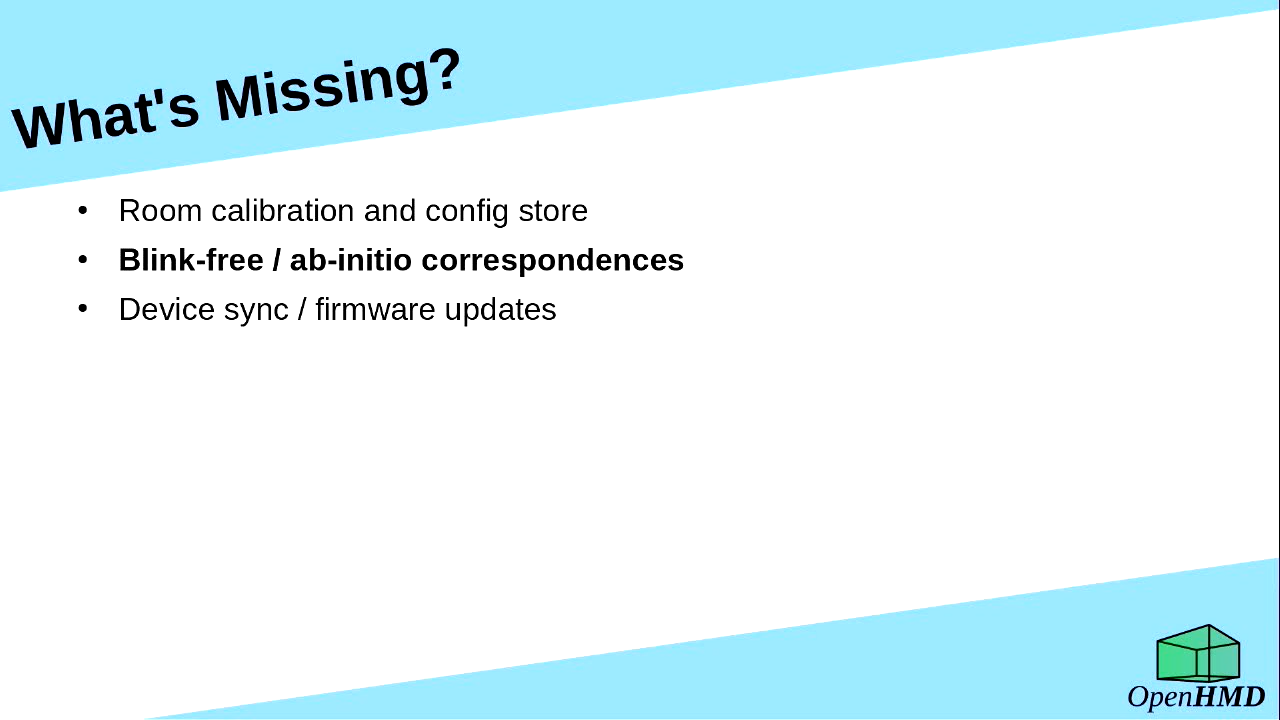 What's Missing?
• Room calibration and config store
• Blink-free / ab-initio correspondences
• Device sync / firmware updates
OpenHMD